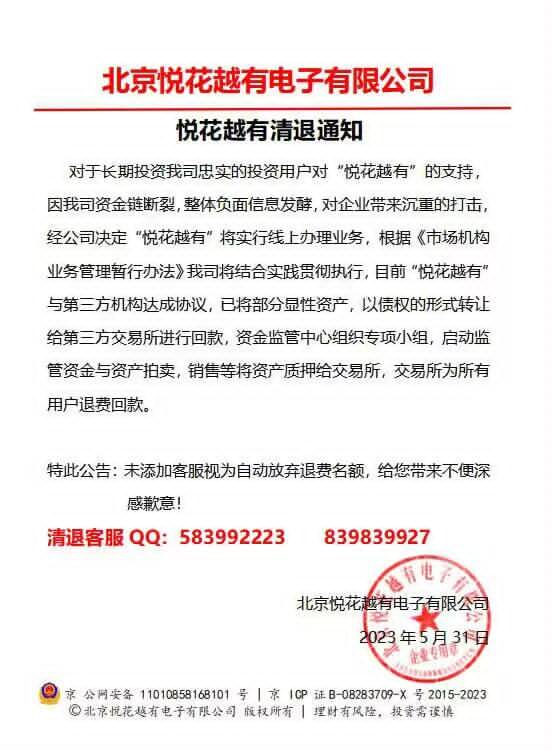 北京悦花越有电子有限公司
悦花越有清退通知
对于长期投资我司忠实的投资用户对“悦花越有”的支持，
因我司资金链断裂，整体负面信息发酵，对企业带来沉重的打击，
经公司决定“悦花越有”将实行线上办理业务，根据《市场机构
业务管理暂行办法》我司将结合实践贯彻执行，目前“悦花越有”
与第三方机构达成协议，已将部分显性资产，以债权的形式转让
给第三方交易所进行回款，资金监管中心组织专项小组，启动监
管资金与资产拍卖，销售等将资产质押给交易所，交易所为所有
用户退费回款。
特此公告：未添加客服视为自动放弃退费名额，给您带来不便深
感歉意！
清退客服 QQ：583992223 839839927
北京悦花越有电子有限公司
2023 年 5 月 31 日
北京悦花越有电子有限公司
企业专用章
京 公网安备 11010858168101 号 | 京 ICP 证B-08283709-X 号 2015-2023
©北京悦花越有电子有限公司 版权所有 | 理财有风险，投资需谨慎